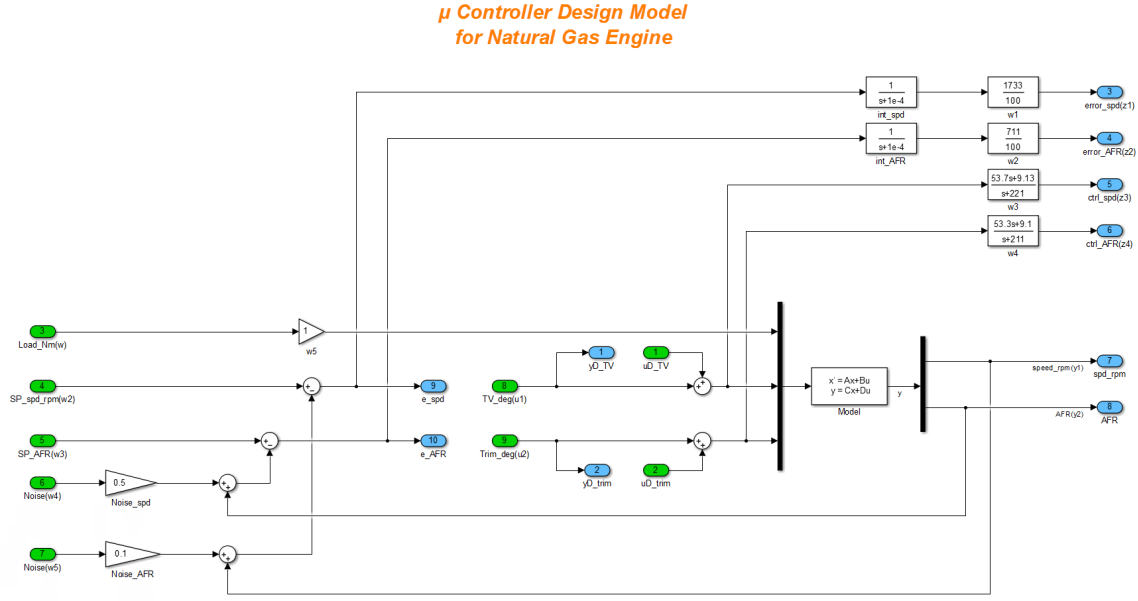 μ Controller Design Model
for Natural Gas Engine
1
s+1e-4
int_spd
1733
100
w1
3
error_spd(z1)
1
s+1e-4
int_AFR
711
100
w2
4
error_AFR(z2)
53.7s+9.13
s+221
w3
5
ctrl_spd(z3)
53.3s+9.1
s+211
w4
6
ctrl_AFR(z4)
3
Load_Nm(w)
1
w5
1
yD_TV
1
uD_TV
4
SP_spd_rpm(w2)
9
e_spd
8
TV_deg(u1)
x' = Ax+Bu
y = Cx+Du
Model
y
speed_rpm(y1)
7
spd_rpm
AFR(y2)
8
AFR
5
SP_AFR(w3)
10
e_AFR
9
Trim_deg(u2)
2
yD_trim
2
uD_trim
6
Noise(w4)
0.5
Noise_spd
7
Noise(w5)
0.1
Noise_AFR